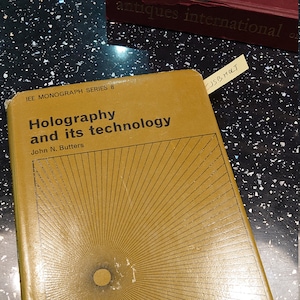 antiques international
IEE MONOGRAPH SERIES 8
Holography
and its technology
John N. Butters